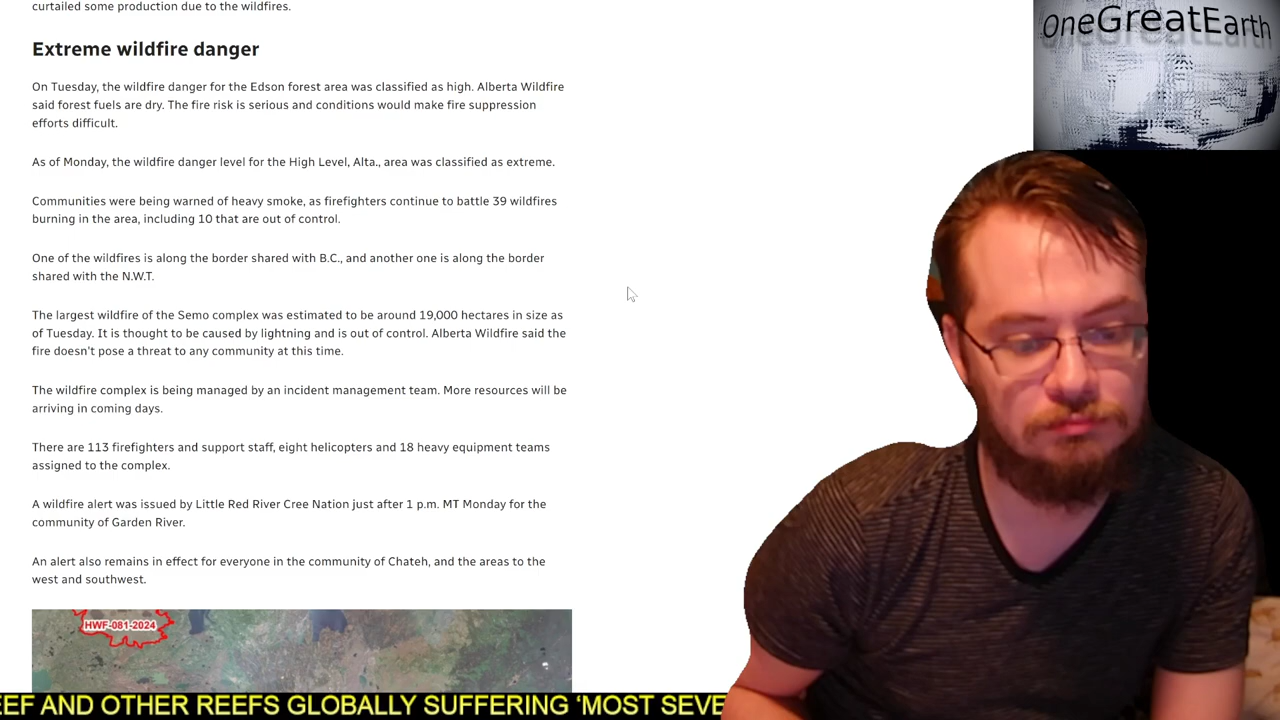 curtailed some production due to the wildfires.
OneGreatEarth
Extreme wildfire danger
On Tuesday, the wildfire danger for the Edson forest area was classified as high. Alberta Wildfire
said forest fuels are dry. The fire risk is serious and conditions would make fire suppression
efforts difficult.
As of Monday, the wildfire danger level for the High Level, Alta., area was classified as extreme.
Communities were being warned of heavy smoke, as firefighters continue to battle 39 wildfires
burning in the area, including 10 that are out of control.
One of the wildfires is along the border shared with B.C., and another one is along the border
shared with the N.W.T.
The largest wildfire of the Semo complex was estimated to be around 19,000 hectares in size as
of Tuesday. It is thought to be caused by lightning and is out of control. Alberta Wildfire said the
fire doesn't pose a threat to any community at this time.
The wildfire complex is being managed by an incident management team. More resources will be
arriving in coming days.
There are 113 firefighters and support staff, eight helicopters and 18 heavy equipment teams
assigned to the complex.
A wildfire alert was issued by Little Red River Cree Nation just after 1 p.m. MT Monday for the
community of Garden River.
An alert also remains in effect for everyone in the community of Chateh, and the areas to the
west and southwest.
HWF-081-2024
EEF AND OTHER REEFS GLOBALLY SUFFERING ‘MOST SEVE